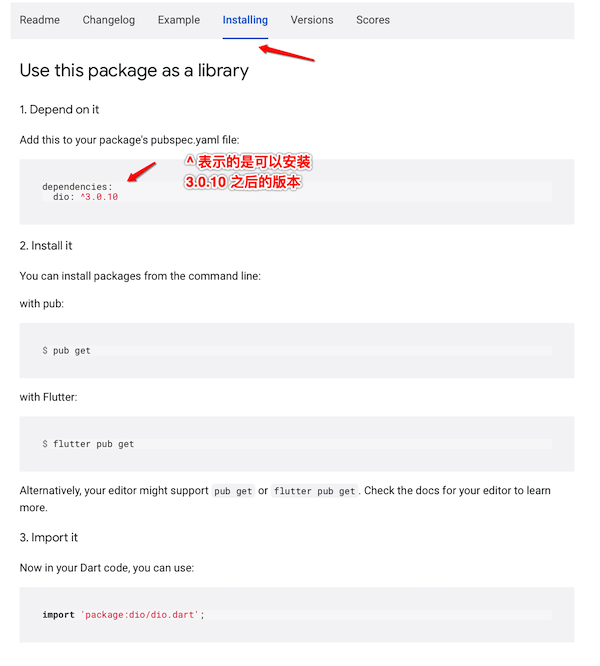 Readme Changelog Example Installing Versions Scores
Use this package as a library
1. Depend on it
Add this to your package's pubspec.yaml file:
^ 表示的是可以安装
3.0.10 之后的版本
dependencies:
  dio: ^3.0.10
2. Install it
You can install packages from the command line:
with pub:
$ pub get
with Flutter:
$ flutter pub get
Alternatively, your editor might support pub get or flutter pub get. Check the docs for your editor to learn
more.
3. Import it
Now in your Dart code, you can use:
import 'package:dio/dio.dart';